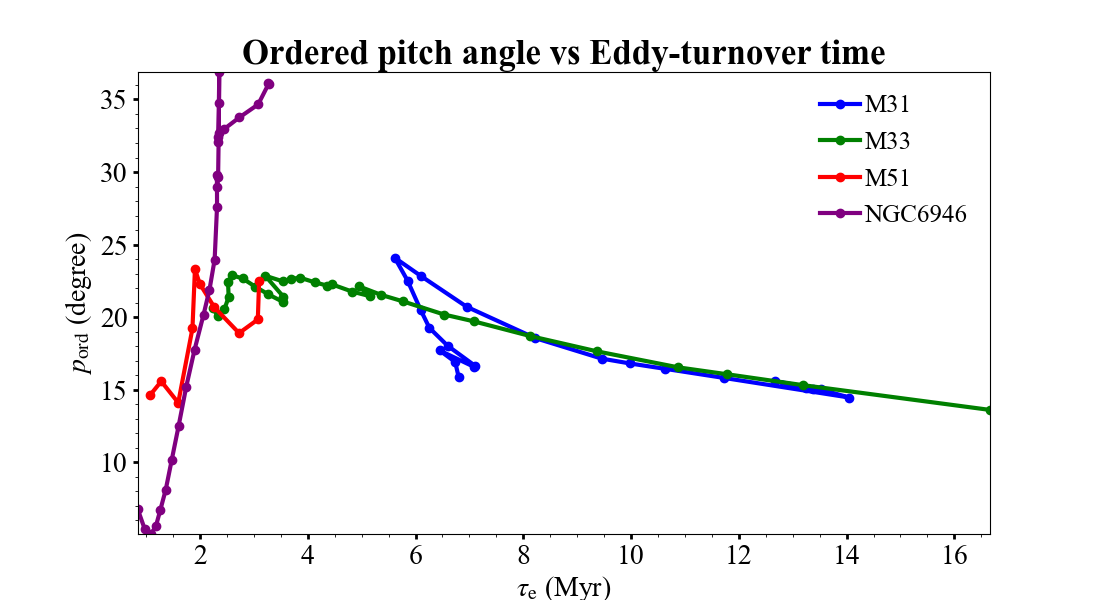 Ordered pitch angle vs Eddy-turnover time
35
30
25
20
15
10
p_ord (degree)
2 4 6 8 10 12 14 16
τ_e (Myr)
M31
M33
M51
NGC6946